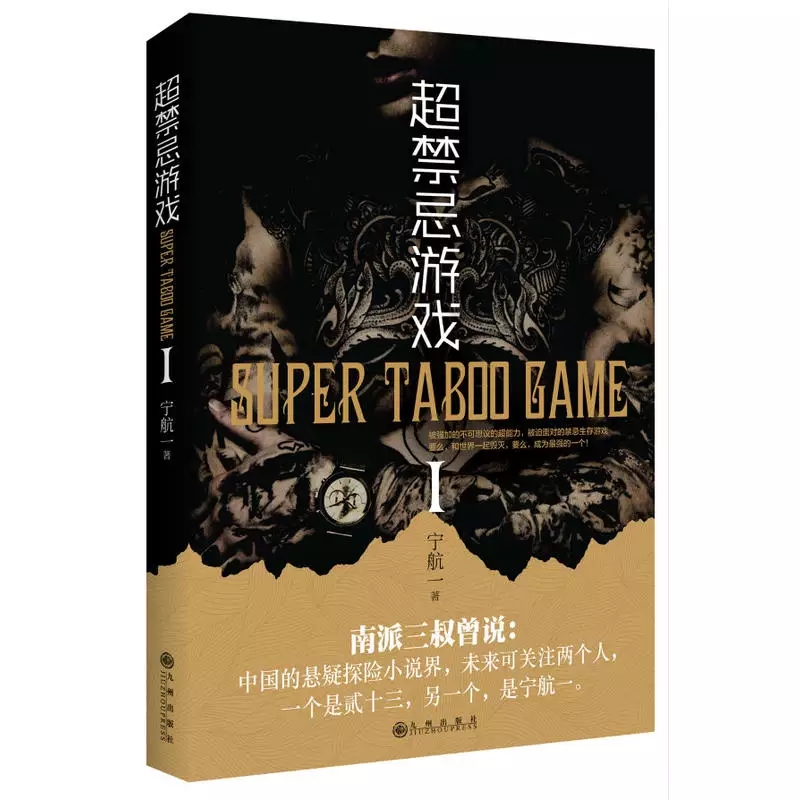 超禁忌游戏
SUPER TABOO GAME
I
宁航一 著
超禁忌游戏
SUPER TABOO GAME
被强加的不可思议的超能力，被迫面对的禁忌生存游戏
要么，和世界一起毁灭，要么，成为最强的一个！
I
宁航一 著
南派三叔曾说：
中国的悬疑探险小说界，未来可关注两个人，
一个是贰十三，另一个，是宁航一。
九州出版社
JIUZHOUPRESS
九州出版社
JIUZHOUPRESS